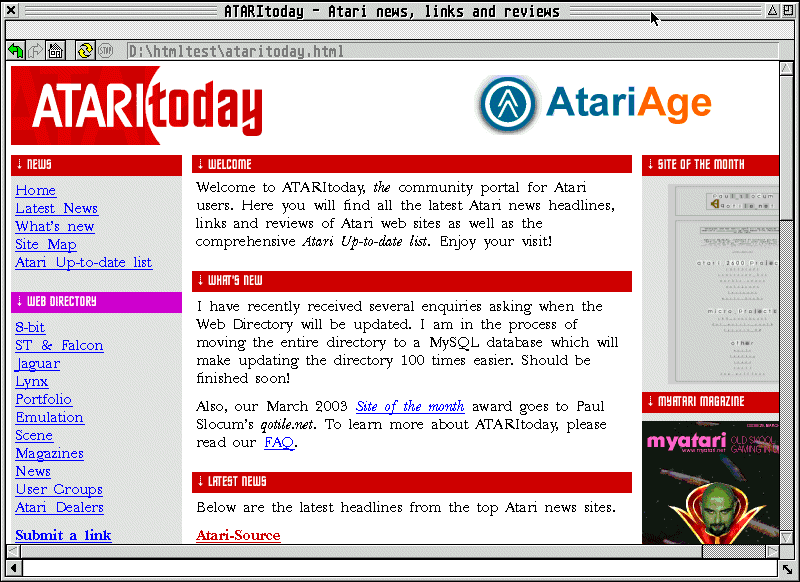 ATARItoday - Atari news, links and reviews
STOP
D:\htmltest\ataritoday.html
ATARItoday
AtariAge
↓ NEWS
Home
Latest News
What's new
Site Map
Atari Up-to-date list
↓ WEB DIRECTORY
8-bit
ST & Falcon
Jaguar
Lynx
Portfolio
Emulation
Scene
Magazines
News
User Groups
Atari Dealers
Submit a link
↓ WELCOME
Welcome to ATARItoday, the community portal for Atari
users. Here you will find all the latest Atari news headlines,
links and reviews of Atari web sites as well as the
comprehensive Atari Up-to-date list. Enjoy your visit!
↓ WHAT'S NEW
I have recently received several enquiries asking when the
Web Directory will be updated. I am in the process of
moving the entire directory to a MySQL database which will
make updating the directory 100 times easier. Should be
finished soon!
Also, our March 2003 Site of the month award goes to Paul
Slocum's qotile.net. To learn more about ATARItoday, please
read our FAQ.
↓ LATEST NEWS
Below are the latest headlines from the top Atari news sites.
Atari-Source
↓ SITE OF THE MONTH
Paul Slocum
qotile.net
atari 2600 projec
micro projects
other
↓ MYATARI MAGAZINE
myatari
www.myatari.net
OLD SKOOL
GAMING IN